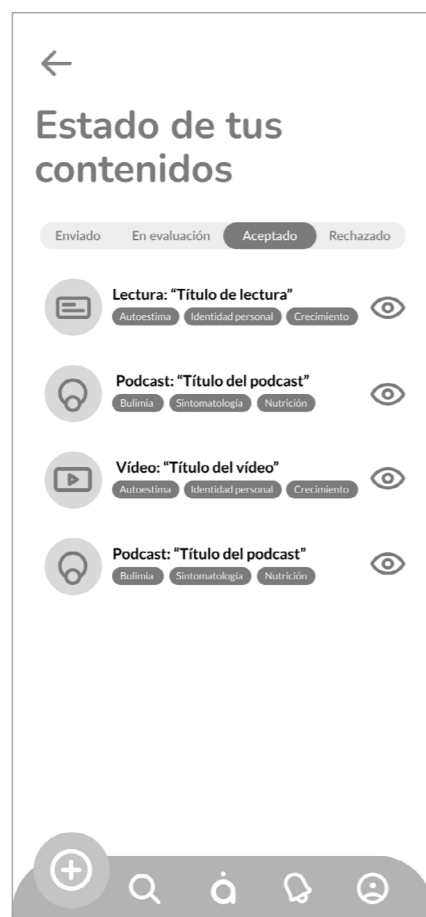 Estado de tus
contenidos
Enviado En evaluación Aceptado Rechazado
Lectura: “Título de lectura”
Autoestima Identidad personal Crecimiento
Podcast: “Título del podcast”
Bulimia Sintomatología Nutrición
Vídeo: “Título del vídeo”
Autoestima Identidad personal Crecimiento
Podcast: “Título del podcast”
Bulimia Sintomatología Nutrición